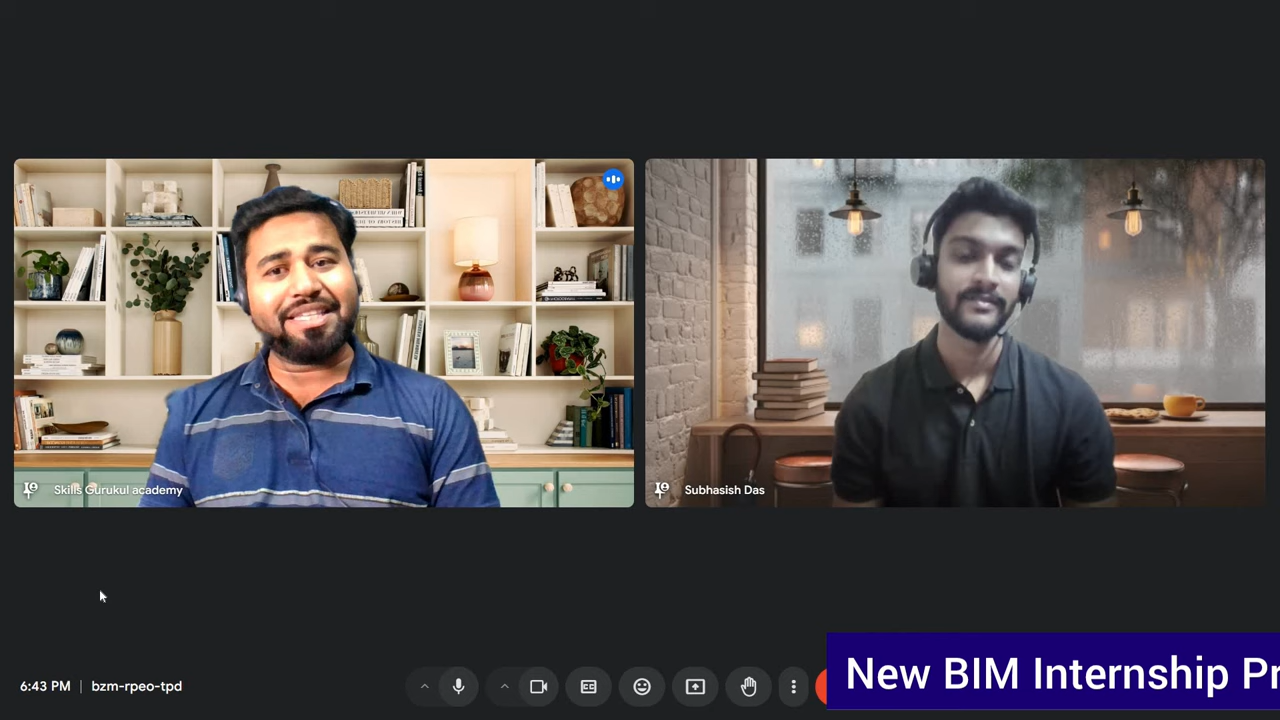 Skills Gurukul academy
Subhasish Das
6:43 PM | bzm-rpeo-tpd
New BIM Internship Pr